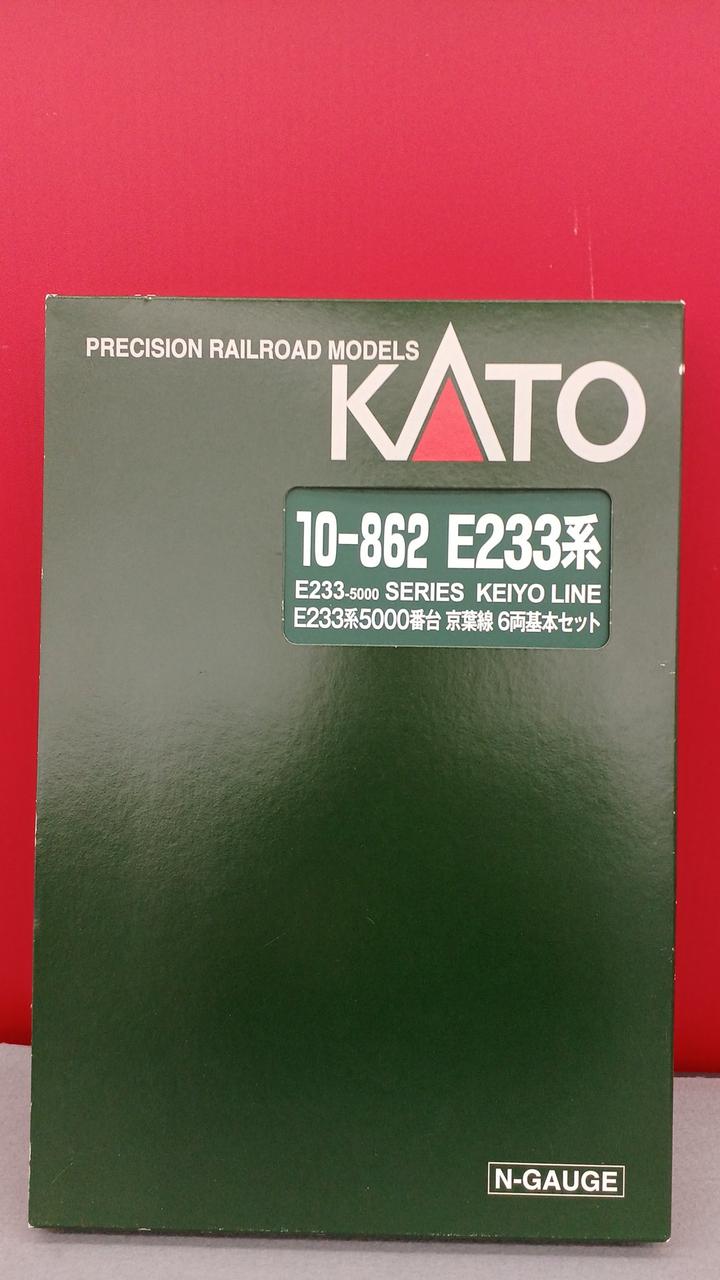 PRECISION RAILROAD MODELS
KATO
10-862 E233系
E233-5000 SERIES KEIYO LINE
E233系5000番台 京葉線 6両基本セット
N-GAUGE